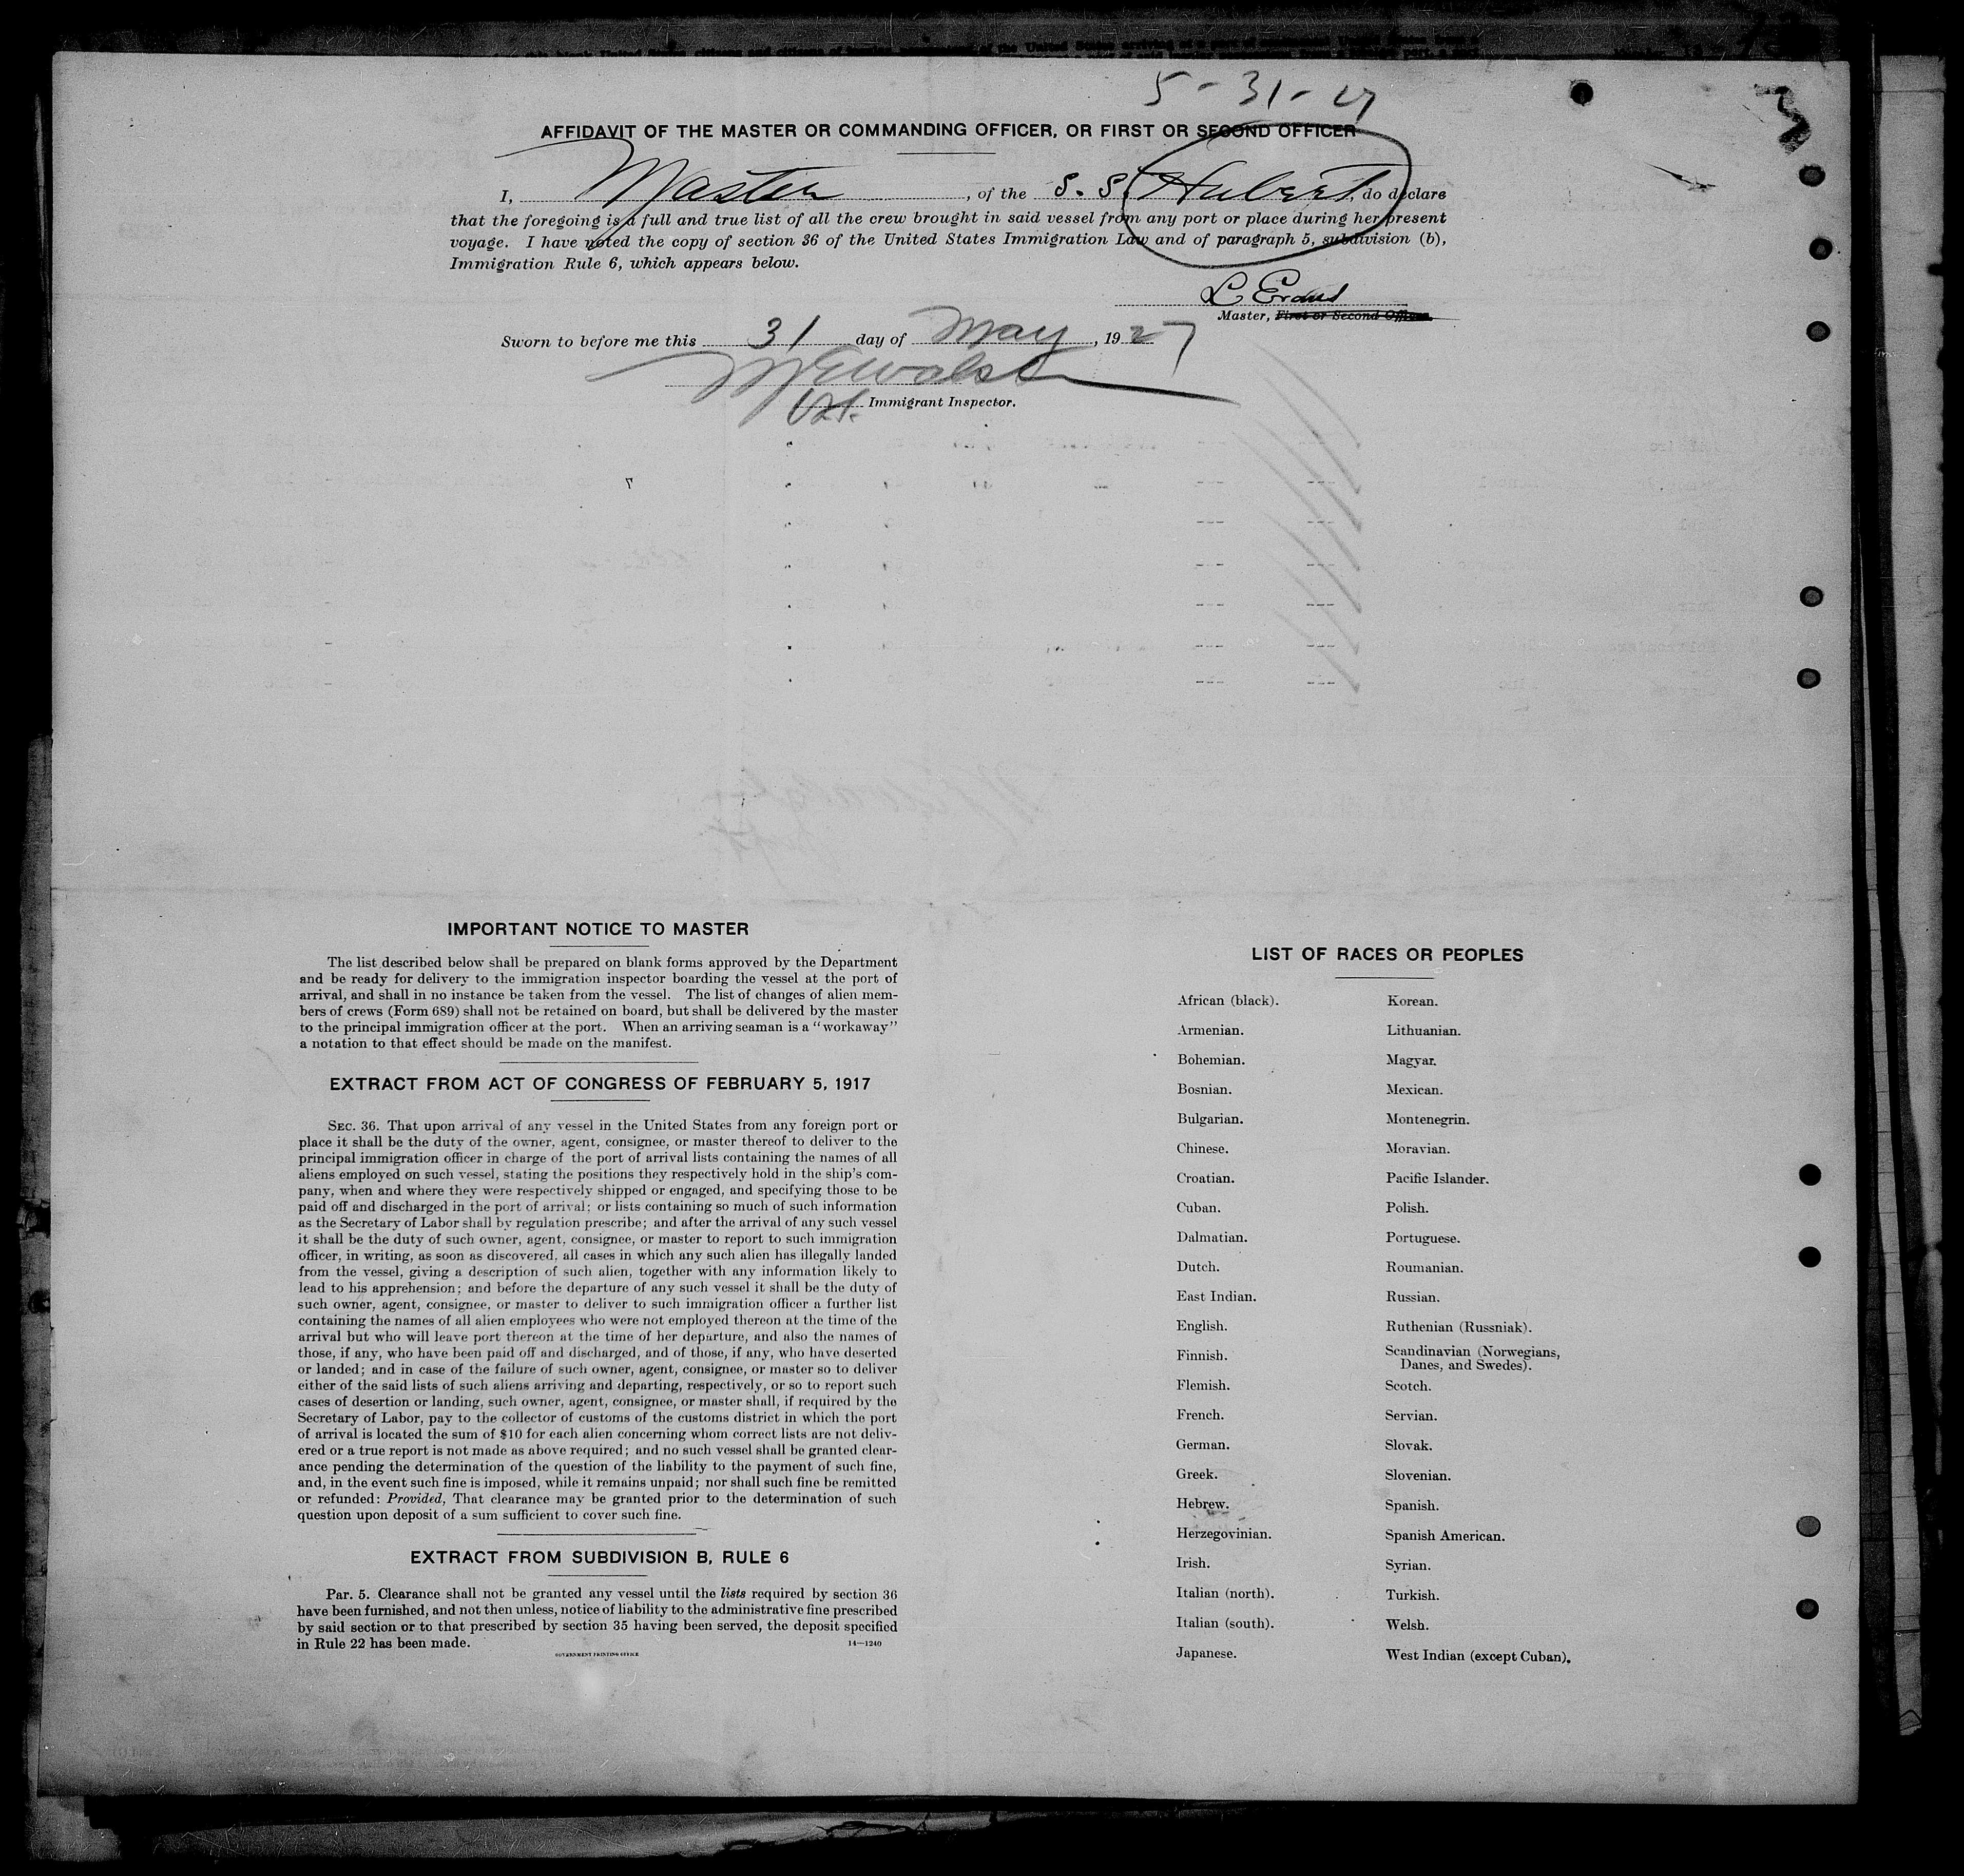 5-31-27
AFFIDAVIT OF THE MASTER OR COMMANDING OFFICER, OR FIRST OR SECOND OFFICER
I, Master, of the S. S. Hubert, do declare
that the foregoing is a full and true list of all the crew brought in said vessel from any port or place during her present
voyage. I have noted the copy of section 36 of the United States Immigration Law and of paragraph 5, subdivision (b),
Immigration Rule 6, which appears below.
L Evans
Master, First or Second Officer.
Sworn to before me this 31 day of May, 1927
Immigrant Inspector.
IMPORTANT NOTICE TO MASTER
The list described below shall be prepared on blank forms approved by the Department
and be ready for delivery to the immigration inspector boarding the vessel at the port of
arrival, and shall in no instance be taken from the vessel. The list of changes of alien mem-
bers of crews (Form 689) shall not be retained on board, but shall be delivered by the master
to the principal immigration officer at the port. When an arriving seaman is a "workaway"
a notation to that effect should be made on the manifest.
EXTRACT FROM ACT OF CONGRESS OF FEBRUARY 5, 1917
SEC. 36. That upon arrival of any vessel in the United States from any foreign port or
place it shall be the duty of the owner, agent, consignee, or master thereof to deliver to the
principal immigration officer in charge of the port of arrival lists containing the names of all
aliens employed on such vessel, stating the positions they respectively hold in the ship's com-
pany, when and where they were respectively shipped or engaged, and specifying those to be
paid off and discharged in the port of arrival; or lists containing so much of such information
as the Secretary of Labor shall by regulation prescribe; and after the arrival of any such vessel
it shall be the duty of such owner, agent, consignee, or master to report to such immigration
officer, in writing, as soon as discovered, all cases in which any such alien has illegally landed
from the vessel, giving a description of such alien, together with any information likely to
lead to his apprehension; and before the departure of any such vessel it shall be the duty of
such owner, agent, consignee, or master to deliver to such immigration officer a further list
containing the names of all alien employees who were not employed thereon at the time of the
arrival but who will leave port thereon at the time of her departure, and also the names of
those, if any, who have been paid off and discharged, and of those, if any, who have deserted
or landed; and in case of the failure of such owner, agent, consignee, or master so to deliver
either of the said lists of such aliens arriving and departing, respectively, or so to report such
cases of desertion or landing, such owner, agent, consignee, or master shall, if required by the
Secretary of Labor, pay to the collector of customs of the customs district in which the port
of arrival is located the sum of $10 for each alien concerning whom correct lists are not deliv-
ered or a true report is not made as above required; and no such vessel shall be granted clear-
ance pending the determination of the question of the liability to the payment of such fine,
and, in the event such fine is imposed, while it remains unpaid; nor shall such fine be remitted
or refunded: Provided, That clearance may be granted prior to the determination of such
question upon deposit of a sum sufficient to cover such fine.
EXTRACT FROM SUBDIVISION B, RULE 6
Par. 5. Clearance shall not be granted any vessel until the lists required by section 36
have been furnished, and not then unless, notice of liability to the administrative fine prescribed
by said section or to that prescribed by section 35 having been served, the deposit specified
in Rule 22 has been made.
14—1240
GOVERNMENT PRINTING OFFICE
LIST OF RACES OR PEOPLES
African (black).
Armenian.
Bohemian.
Bosnian.
Bulgarian.
Chinese.
Croatian.
Cuban.
Dalmatian.
Dutch.
East Indian.
English.
Finnish.
Flemish.
French.
German.
Greek.
Hebrew.
Herzegovinian.
Irish.
Italian (north).
Italian (south).
Japanese.
Korean.
Lithuanian.
Magyar.
Mexican.
Montenegrin.
Moravian.
Pacific Islander.
Polish.
Portuguese.
Roumanian.
Russian.
Ruthenian (Russniak).
Scandinavian (Norwegians,
Danes, and Swedes).
Scotch.
Servian.
Slovak.
Slovenian.
Spanish.
Spanish American.
Syrian.
Turkish.
Welsh.
West Indian (except Cuban).